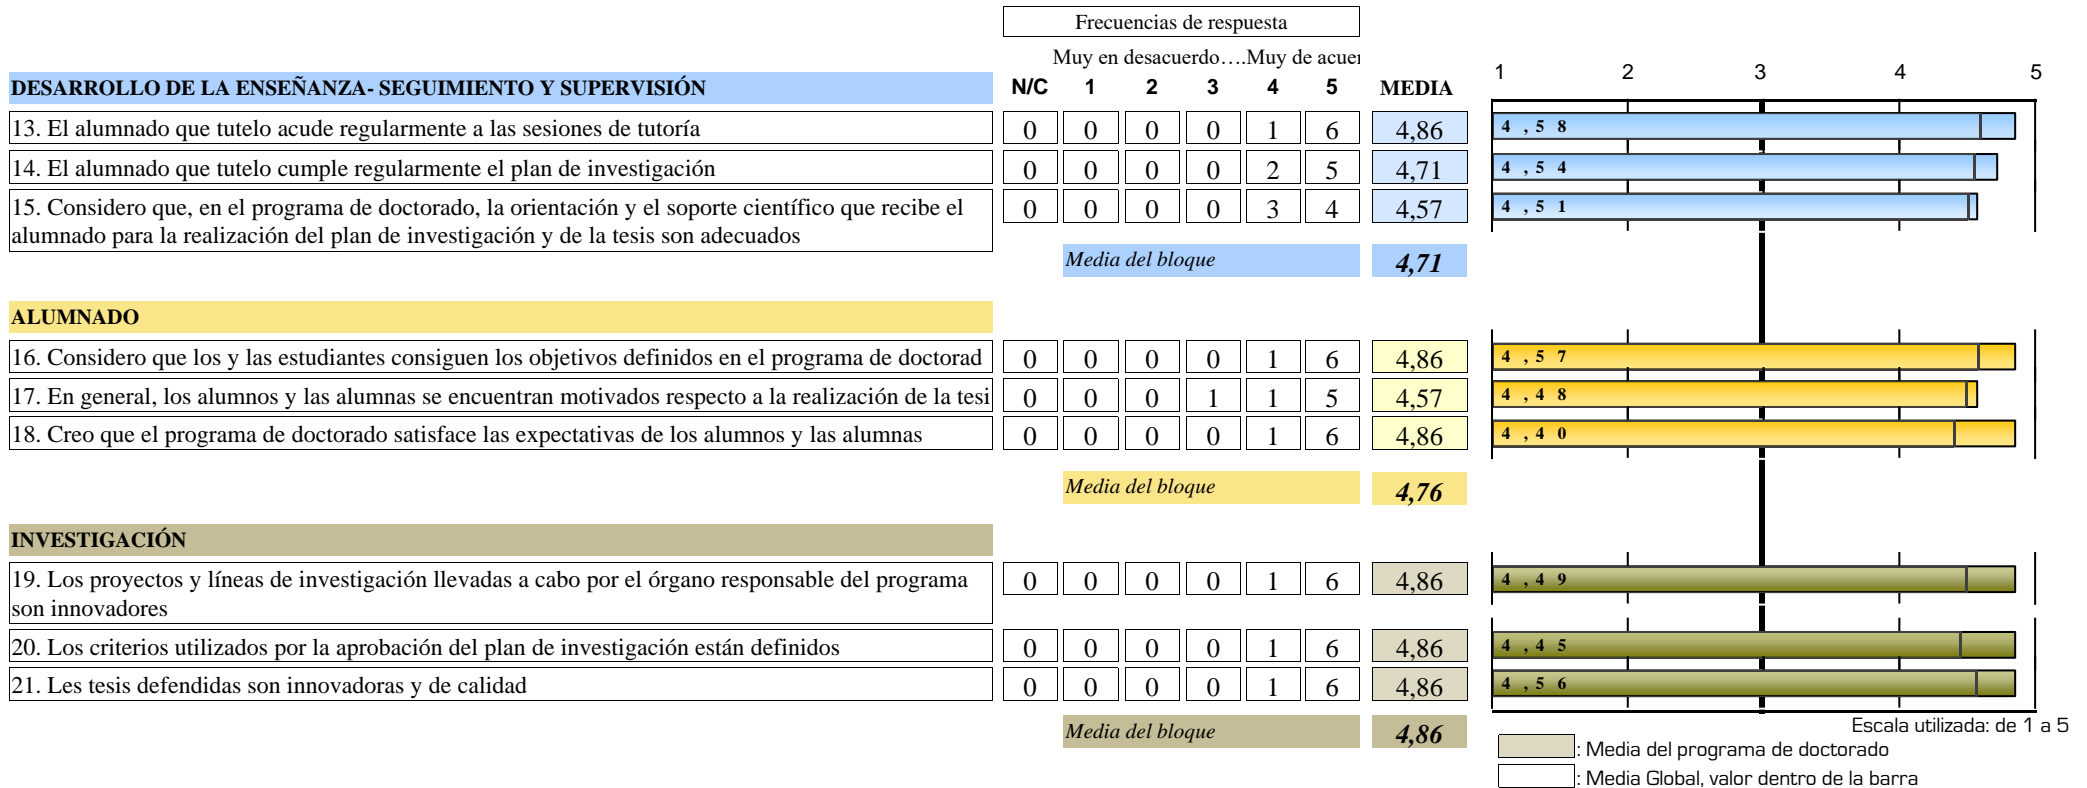 Frecuencias de respuesta
Muy en desacuerdo….Muy de acuer
DESARROLLO DE LA ENSEÑANZA- SEGUIMIENTO Y SUPERVISIÓN N/C 1 2 3 4 5 MEDIA 1 2 3 4 5
13. El alumnado que tutelo acude regularmente a las sesiones de tutoría 0 0 0 0 1 6 4,86 4,58
14. El alumnado que tutelo cumple regularmente el plan de investigación 0 0 0 0 2 5 4,71 4,54
15. Considero que, en el programa de doctorado, la orientación y el soporte científico que recibe el 0 0 0 0 3 4 4,57 4,51
alumnado para la realización del plan de investigación y de la tesis son adecuados
Media del bloque 4,71
ALUMNADO
16. Considero que los y las estudiantes consiguen los objetivos definidos en el programa de doctorad 0 0 0 0 1 6 4,86 4,57
17. En general, los alumnos y las alumnas se encuentran motivados respecto a la realización de la tesi 0 0 0 1 1 5 4,57 4,48
18. Creo que el programa de doctorado satisface las expectativas de los alumnos y las alumnas 0 0 0 0 1 6 4,86 4,40
Media del bloque 4,76
INVESTIGACIÓN
19. Los proyectos y líneas de investigación llevadas a cabo por el órgano responsable del programa 0 0 0 0 1 6 4,86 4,49
son innovadores
20. Los criterios utilizados por la aprobación del plan de investigación están definidos 0 0 0 0 1 6 4,86 4,45
21. Les tesis defendidas son innovadoras y de calidad 0 0 0 0 1 6 4,86 4,56
Media del bloque 4,86
Escala utilizada: de 1 a 5
: Media del programa de doctorado
: Media Global, valor dentro de la barra